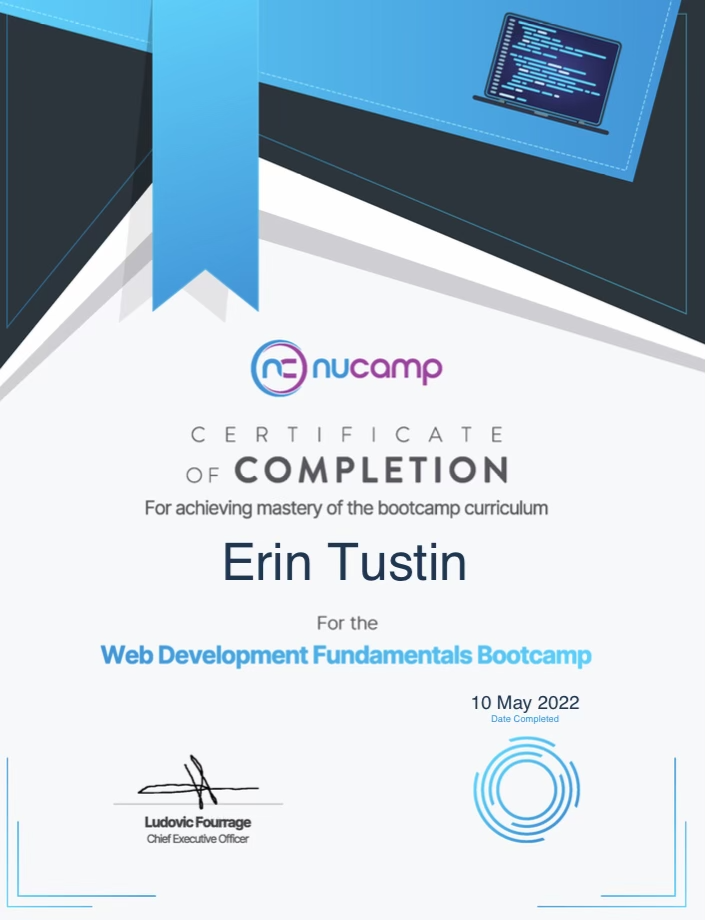 nc nucamp
CERTIFICATE
OF COMPLETION
For achieving mastery of the bootcamp curriculum
Erin Tustin
For the
Web Development Fundamentals Bootcamp
10 May 2022
Date Completed
Ludovic Fourrage
Chief Executive Officer